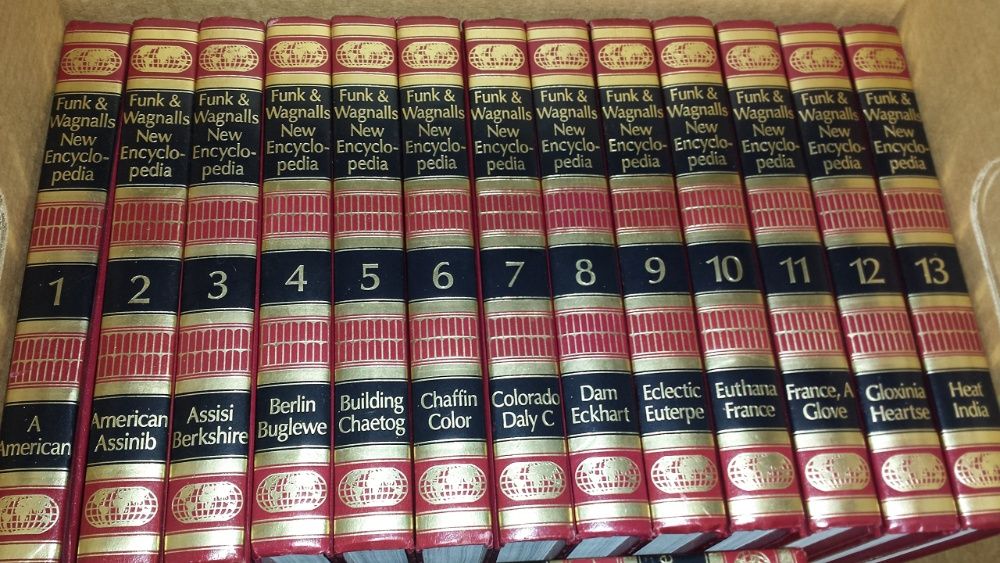 Funk &
Wagnalls
New
Encyclo-
pedia
1
A
American
Funk &
Wagnalls
New
Encyclo-
pedia
2
American
Assinib
Funk &
Wagnalls
New
Encyclo-
pedia
3
Assisi
Berkshire
Funk &
Wagnalls
New
Encyclo-
pedia
4
Berlin
Buglewe
Funk &
Wagnalls
New
Encyclo-
pedia
5
Building
Chaetog
Funk &
Wagnalls
New
Encyclo-
pedia
6
Chaffin
Color
Funk &
Wagnalls
New
Encyclo-
pedia
7
Colorado
Daly C
Funk &
Wagnalls
New
Encyclo-
pedia
8
Dam
Eckhart
Funk &
Wagnalls
New
Encyclo-
pedia
9
Eclectic
Euterpe
Funk &
Wagnalls
New
Encyclo-
pedia
10
Euthana
France
Funk &
Wagnalls
New
Encyclo-
pedia
11
France, A
Glove
Funk &
Wagnalls
New
Encyclo-
pedia
12
Gloxinia
Heartse
Funk &
Wagnalls
New
Encyclo-
pedia
13
Heat
India